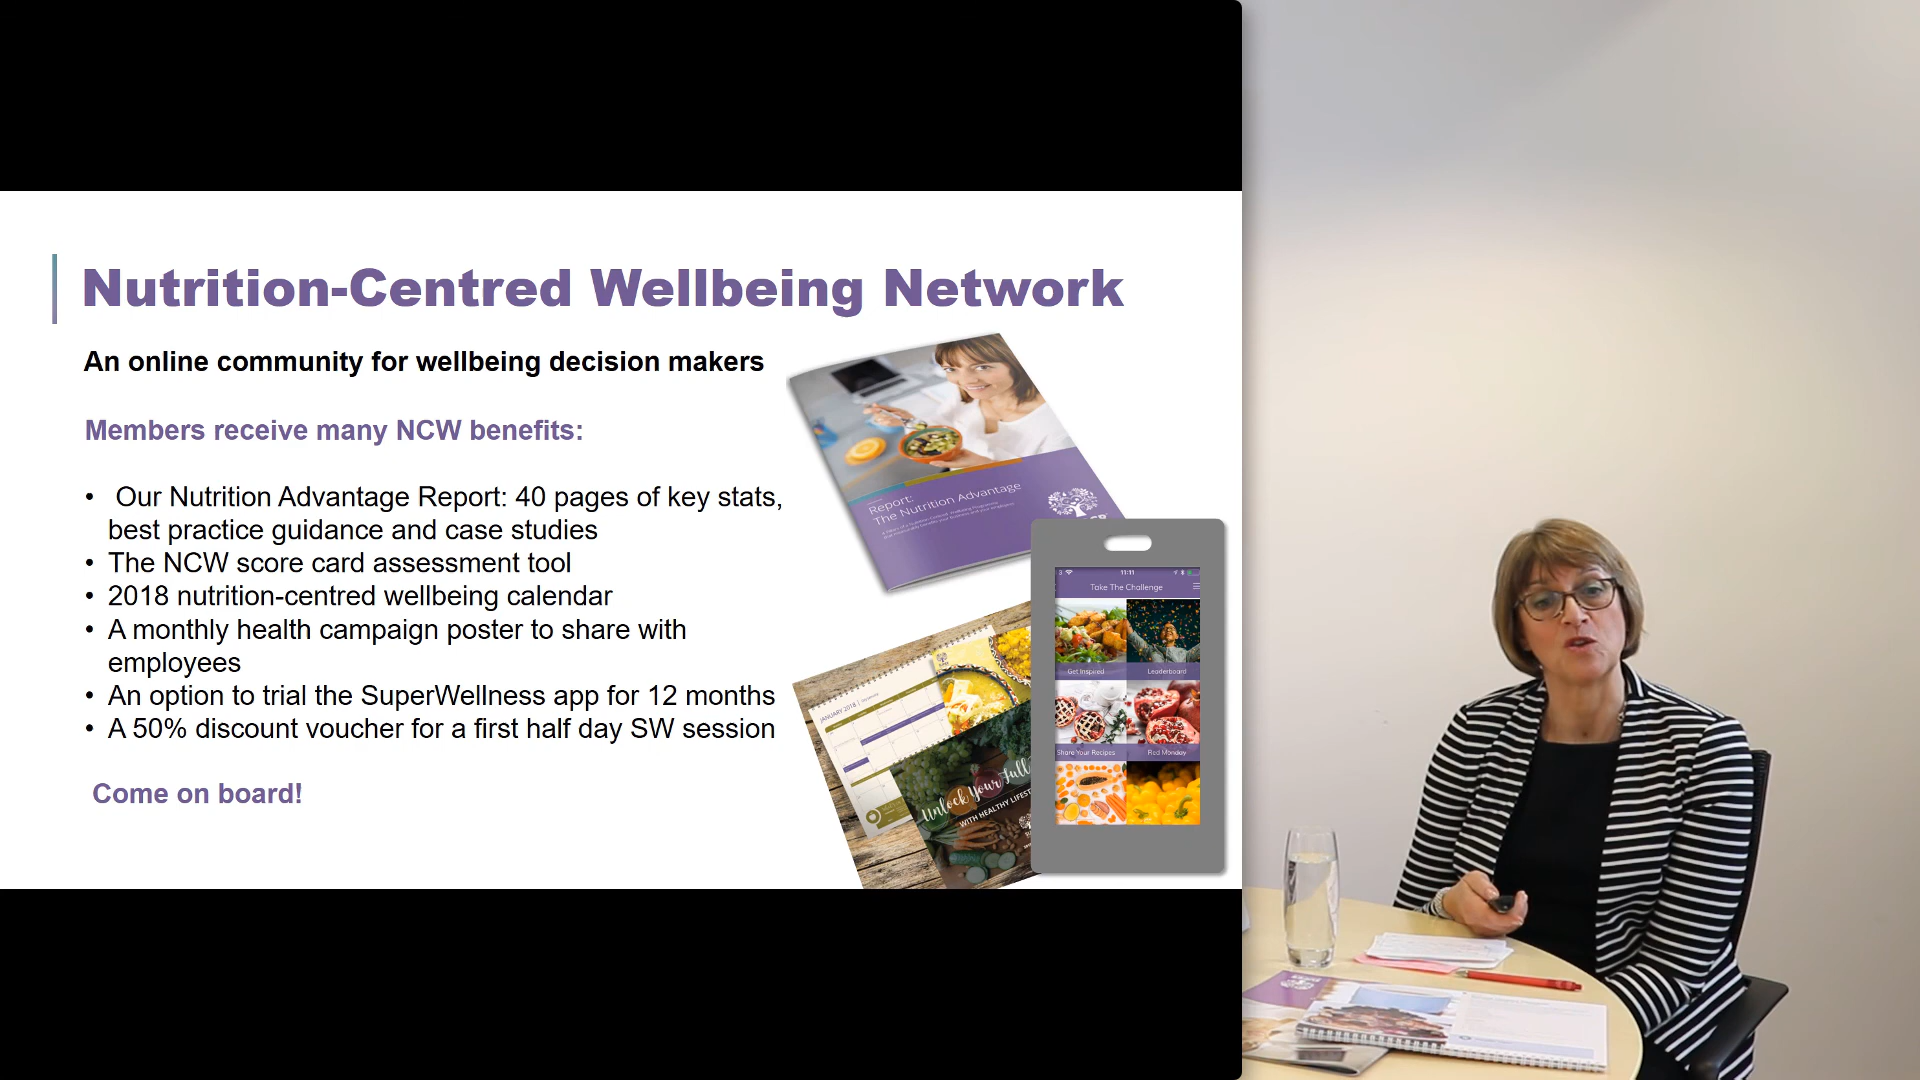 Nutrition-Centred Wellbeing Network
An online community for wellbeing decision makers
Members receive many NCW benefits:
• Our Nutrition Advantage Report: 40 pages of key stats,
best practice guidance and case studies
• The NCW score card assessment tool
• 2018 nutrition-centred wellbeing calendar
• A monthly health campaign poster to share with
employees
• An option to trial the SuperWellness app for 12 months
• A 50% discount voucher for a first half day SW session
Come on board!
Report:
The Nutrition Advantage
11:11
Take The Challenge
Get Inspired
Leaderboard
Share Your Recipes
Red Monday
JANUARY 2018
Unlock Your Full
WITH HEALTHY LIFEST